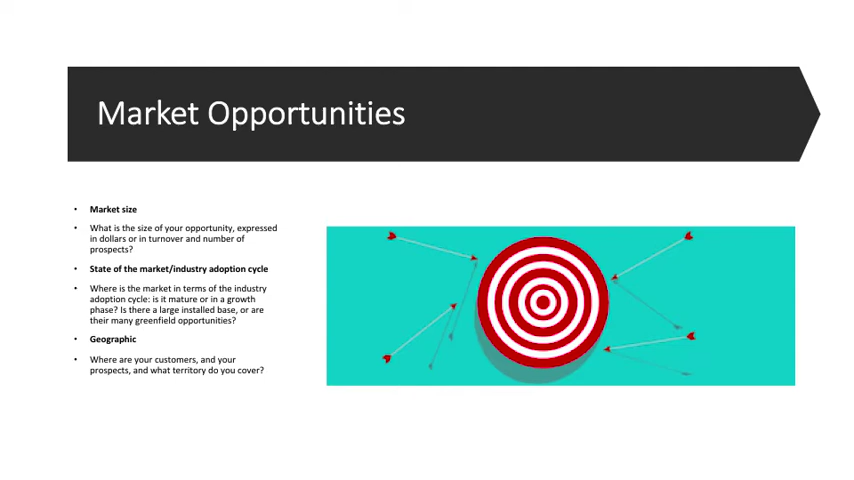 Market Opportunities
• Market size
• What is the size of your opportunity, expressed
in dollars or in turnover and number of
prospects?
• State of the market/industry adoption cycle
• Where is the market in terms of the industry
adoption cycle: is it mature or in a growth
phase? Is there a large installed base, or are
their many greenfield opportunities?
• Geographic
• Where are your customers, and your
prospects, and what territory do you cover?